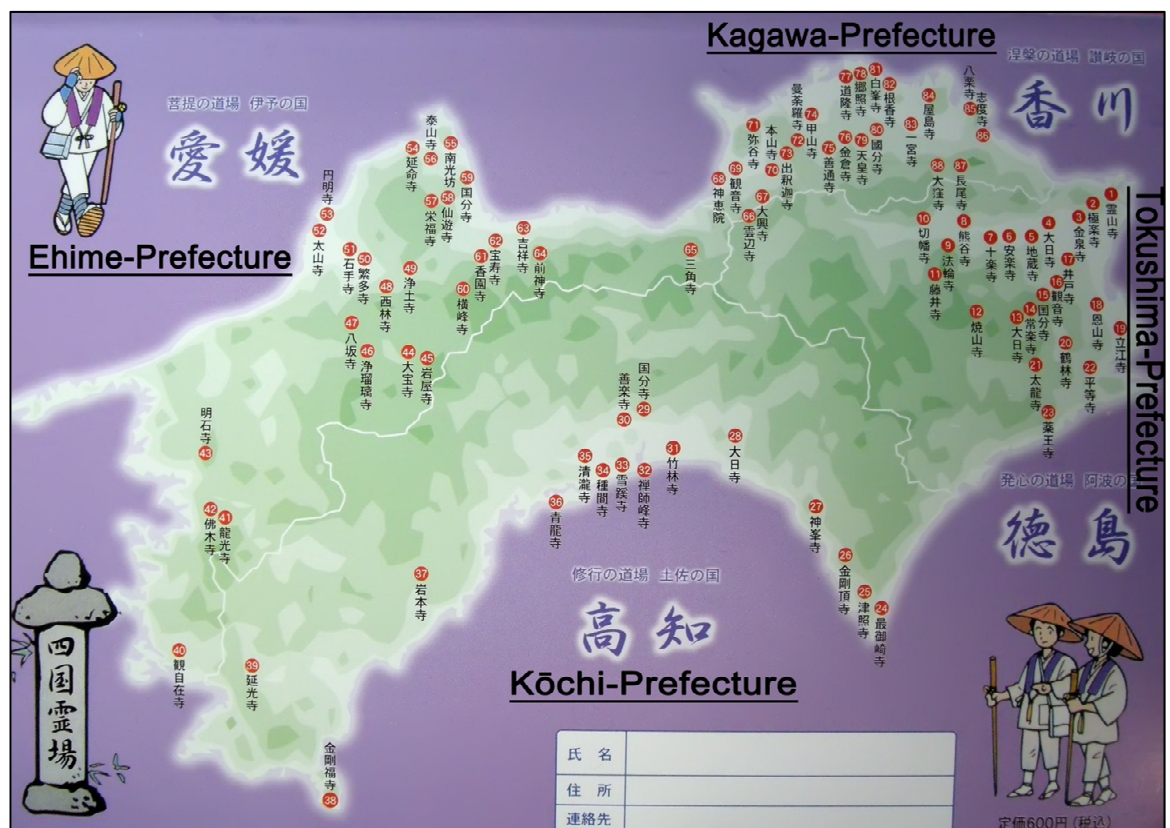 Kagawa-Prefecture
涅槃の道場 讃岐の国
香川
菩提の道場 伊予の国
愛媛
Ehime-Prefecture
Tokushima-Prefecture
発心の道場 阿波の国
徳島
修行の道場 土佐の国
高知
Kōchi-Prefecture
四国霊場
1 霊山寺
2 極楽寺
3 金泉寺
4 大日寺
5 地蔵寺
6 安楽寺
7 十楽寺
8 熊谷寺
9 法輪寺
10 切幡寺
11 藤井寺
12 焼山寺
13 大日寺
14 常楽寺
15 国分寺
16 観音寺
17 井戸寺
18 恩山寺
19 立江寺
20 鶴林寺
21 太龍寺
22 平等寺
23 薬王寺
24 最御崎寺
25 津照寺
26 金剛頂寺
27 神峯寺
28 大日寺
29 国分寺
30 善楽寺
31 竹林寺
32 禅師峰寺
33 雪蹊寺
34 種間寺
35 清瀧寺
36 青龍寺
37 岩本寺
38 金剛福寺
39 延光寺
40 観自在寺
41 龍光寺
42 佛木寺
43 明石寺
44 大宝寺
45 岩屋寺
46 浄瑠璃寺
47 八坂寺
48 西林寺
49 浄土寺
50 繁多寺
51 石手寺
52 太山寺
53 円明寺
54 延命寺
55 南光坊
56 泰山寺
57 栄福寺
58 仙遊寺
59 国分寺
60 横峰寺
61 香園寺
62 宝寿寺
63 吉祥寺
64 前神寺
65 三角寺
66 雲辺寺
67 大興寺
68 神恵院
69 観音寺
70 本山寺
71 弥谷寺
72 曼荼羅寺
73 出釈迦寺
74 甲山寺
75 善通寺
76 金倉寺
77 道隆寺
78 郷照寺
79 天皇寺
80 國分寺
81 白峯寺
82 根香寺
83 一宮寺
84 屋島寺
85 八栗寺
86 志度寺
87 長尾寺
88 大窪寺
氏名
住所
連絡先
定価600円(税込)